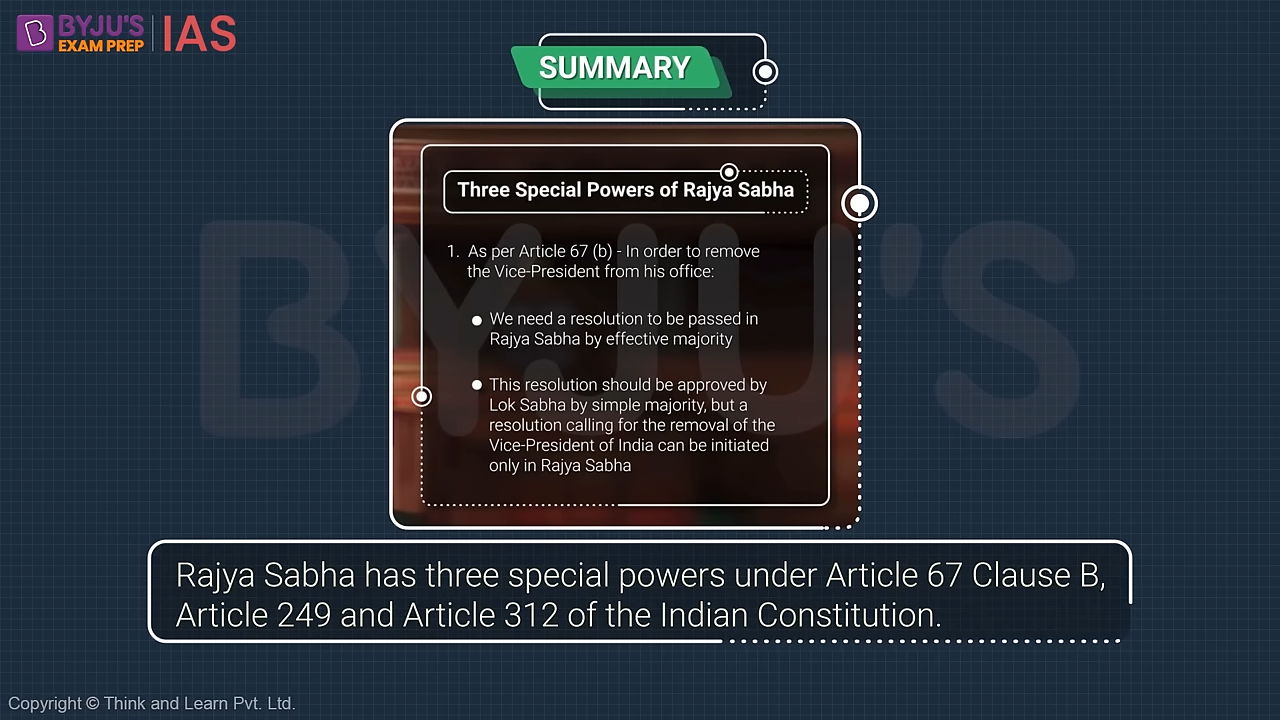 BYJU'S
EXAM PREP
IAS
SUMMARY
Three Special Powers of Rajya Sabha
1. As per Article 67 (b) - In order to remove
the Vice-President from his office:
We need a resolution to be passed in
Rajya Sabha by effective majority
This resolution should be approved by
Lok Sabha by simple majority, but a
resolution calling for the removal of the
Vice-President of India can be initiated
only in Rajya Sabha
BYJU'S
Rajya Sabha has three special powers under Article 67 Clause B,
Article 249 and Article 312 of the Indian Constitution.
Copyright © Think and Learn Pvt. Ltd.